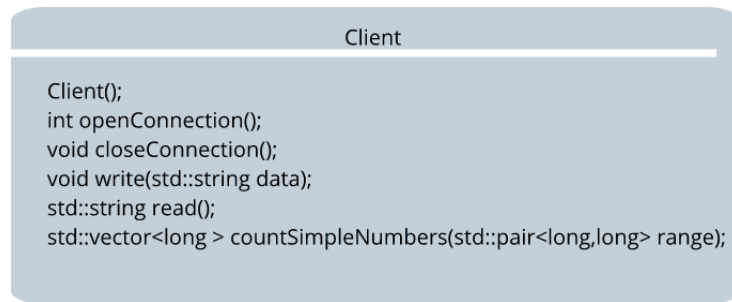 Client
Client();
int openConnection();
void closeConnection();
void write(std::string data);
std::string read();
std::vector<long > countSimpleNumbers(std::pair<long,long> range);